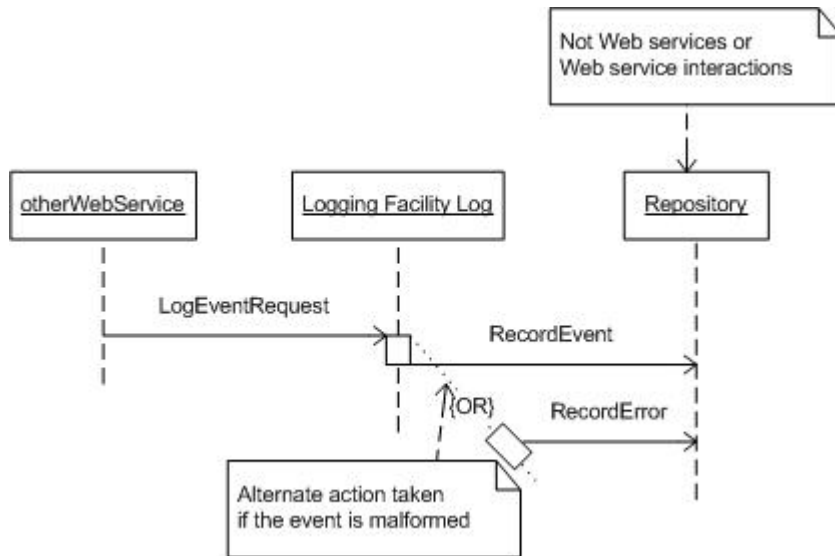 Not Web services or
Web service interactions
otherWebService
Logging Facility Log
Repository
LogEventRequest
RecordEvent
{OR}
RecordError
Alternate action taken
if the event is malformed